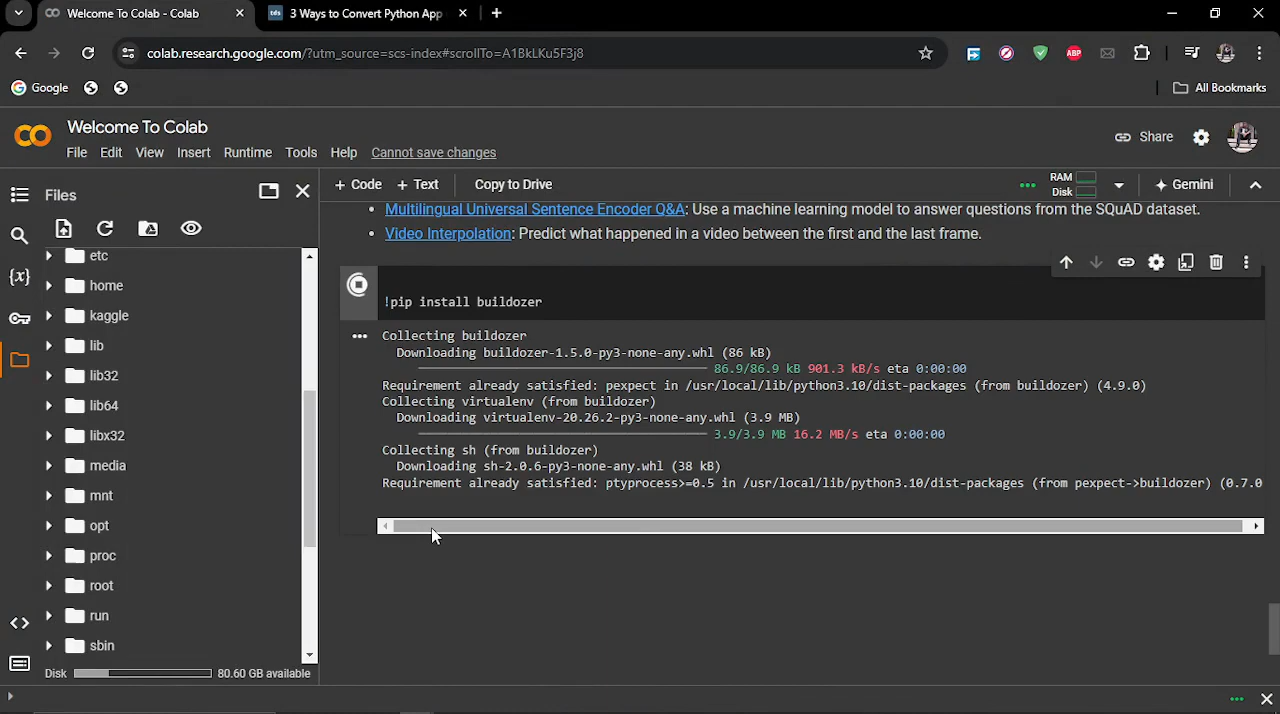 Welcome To Colab - Colab
tds 3 Ways to Convert Python App
colab.research.google.com/?utm_source=scs-index#scrollTo=A1BkLKu5F3j8
ABP
Google
All Bookmarks
Welcome To Colab
File Edit View Insert Runtime Tools Help Cannot save changes
Share
Files
+ Code + Text Copy to Drive
RAM
Disk
Gemini
etc
home
kaggle
lib
lib32
lib64
libx32
media
mnt
opt
proc
root
run
sbin
Disk 80.60 GB available
• Multilingual Universal Sentence Encoder Q&A: Use a machine learning model to answer questions from the SQuAD dataset.
• Video Interpolation: Predict what happened in a video between the first and the last frame.
!pip install buildozer
Collecting buildozer
Downloading buildozer-1.5.0-py3-none-any.whl (86 kB)
86.9/86.9 kB 901.3 kB/s eta 0:00:00
Requirement already satisfied: pexpect in /usr/local/lib/python3.10/dist-packages (from buildozer) (4.9.0)
Collecting virtualenv (from buildozer)
Downloading virtualenv-20.26.2-py3-none-any.whl (3.9 MB)
3.9/3.9 MB 16.2 MB/s eta 0:00:00
Collecting sh (from buildozer)
Downloading sh-2.0.6-py3-none-any.whl (38 kB)
Requirement already satisfied: ptyprocess>=0.5 in /usr/local/lib/python3.10/dist-packages (from pexpect->buildozer) (0.7.0